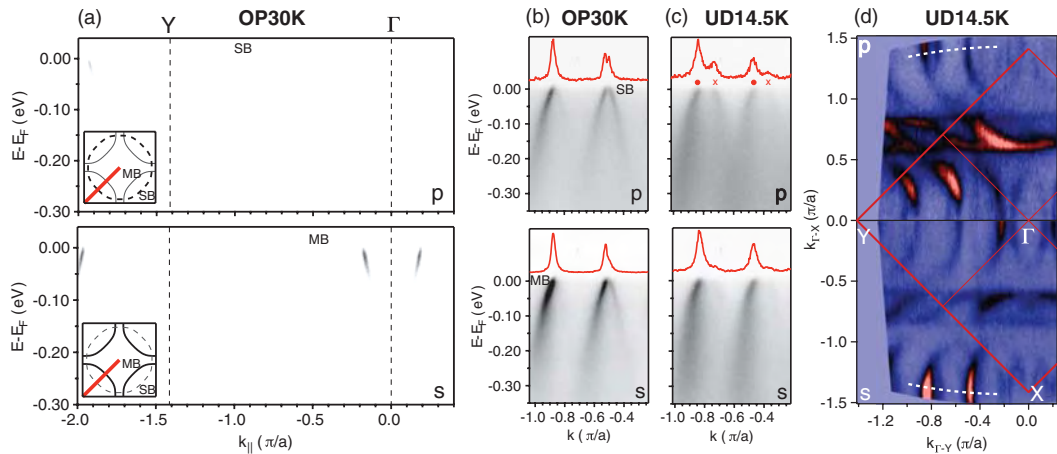 (a) OP30K
Y Γ
SB
0.00
-0.10
-0.20
-0.30
E-E_F (eV)
MB
SB
p
MB
0.00
-0.10
-0.20
-0.30
E-E_F (eV)
MB
SB
s
-2.0 -1.5 -1.0 -0.5 0.0
k_|| (π/a)
(b) OP30K
0.00
-0.10
-0.20
-0.30
E-E_F (eV)
SB
p
MB
0.00
-0.10
-0.20
-0.30
E-E_F (eV)
s
-1.0 -0.8 -0.6 -0.4
k (π/a)
(c) UD14.5K
x x
p
s
-0.8 -0.4
k (π/a)
(d) UD14.5K
1.5
1.0
0.5
0.0
-0.5
-1.0
-1.5
k_Γ-X (π/a)
p
Y Γ
s X
-1.2 -0.8 -0.4 0.0
k_Γ-Y (π/a)